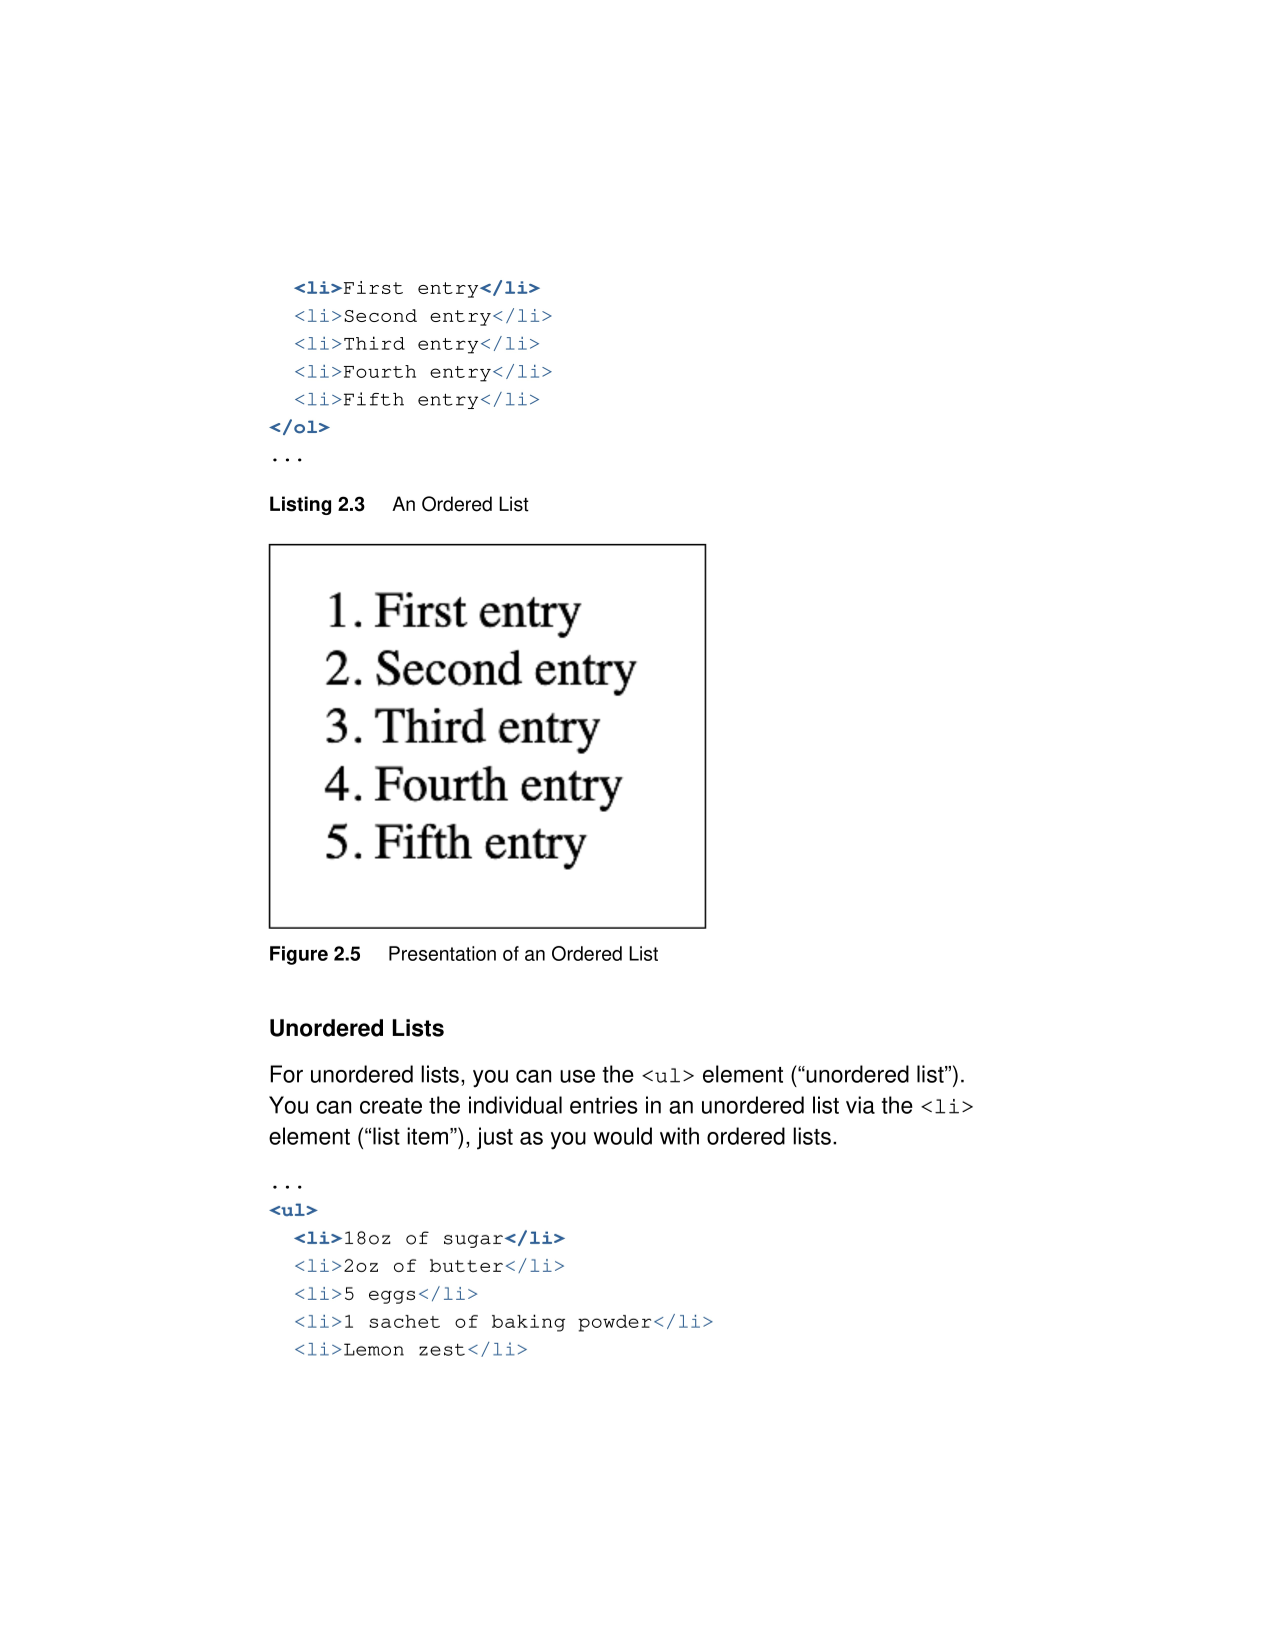 <li>First entry</li>
  <li>Second entry</li>
  <li>Third entry</li>
  <li>Fourth entry</li>
  <li>Fifth entry</li>
</ol>
...
Listing 2.3 An Ordered List
1. First entry
2. Second entry
3. Third entry
4. Fourth entry
5. Fifth entry
Figure 2.5 Presentation of an Ordered List
Unordered Lists
For unordered lists, you can use the <ul> element (“unordered list”).
You can create the individual entries in an unordered list via the <li>
element (“list item”), just as you would with ordered lists.
...
<ul>
  <li>18oz of sugar</li>
  <li>2oz of butter</li>
  <li>5 eggs</li>
  <li>1 sachet of baking powder</li>
  <li>Lemon zest</li>